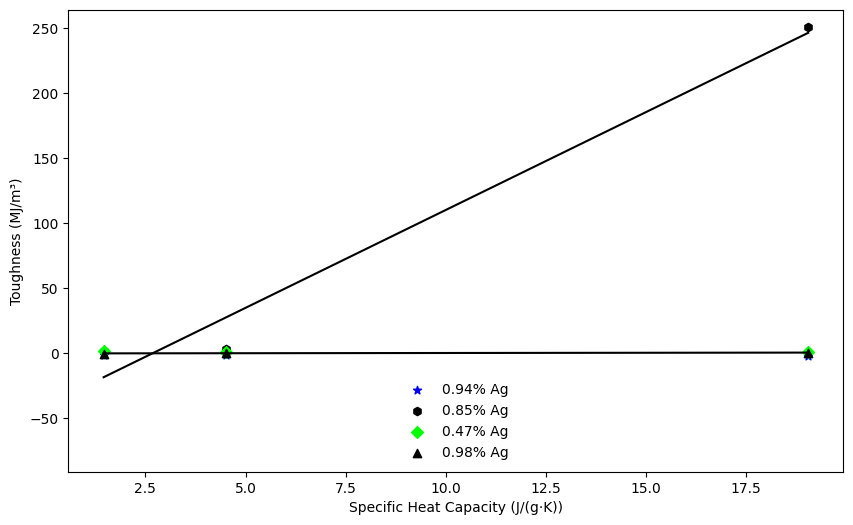 250
200
150
100
50
0
−50
Toughness (MJ/m³)
0.94% Ag
0.85% Ag
0.47% Ag
0.98% Ag
2.5 5.0 7.5 10.0 12.5 15.0 17.5
Specific Heat Capacity (J/(g·K))